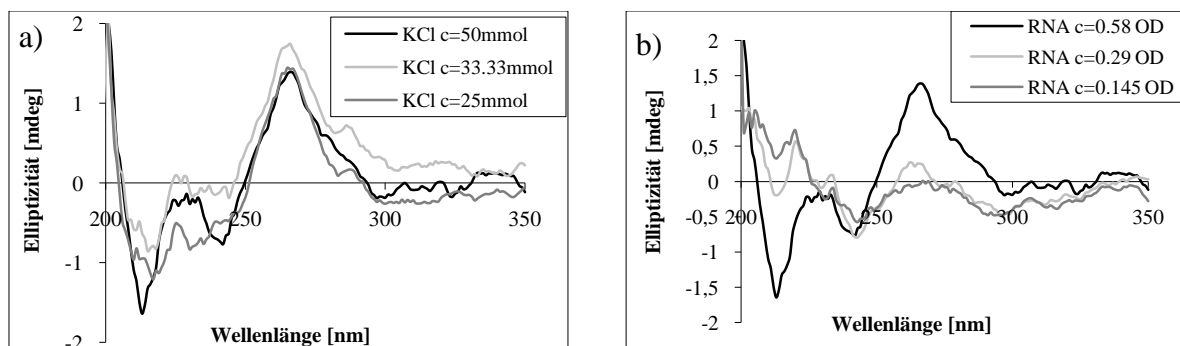 a)
Elliptizität [mdeg]
2
1
0
-1
-2
200
250
300
350
KCl c=50mmol
KCl c=33.33mmol
KCl c=25mmol
Wellenlänge [nm]
b)
Elliptizität [mdeg]
2
1,5
1
0,5
0
-0,5
-1
-1,5
-2
200
250
300
350
RNA c=0.58 OD
RNA c=0.29 OD
RNA c=0.145 OD
Wellenlänge [nm]